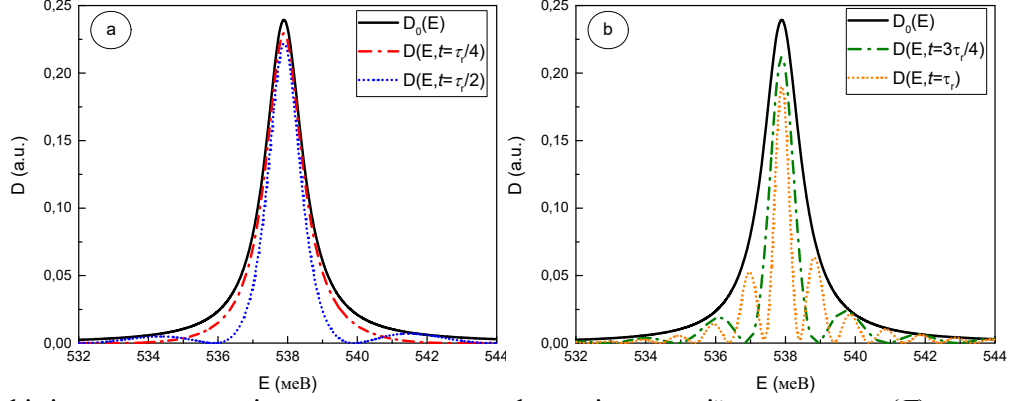 a
D₀(E)
D(E,t=τᵣ/4)
D(E,t=τᵣ/2)
0,25
0,20
0,15
0,10
0,05
0,00
D (a.u.)
532 534 536 538 540 542 544
E (меВ)
b
D₀(E)
D(E,t=3τᵣ/4)
D(E,t=τᵣ)
0,25
0,20
0,15
0,10
0,05
0,00
D (a.u.)
532 534 536 538 540 542 544
E (меВ)